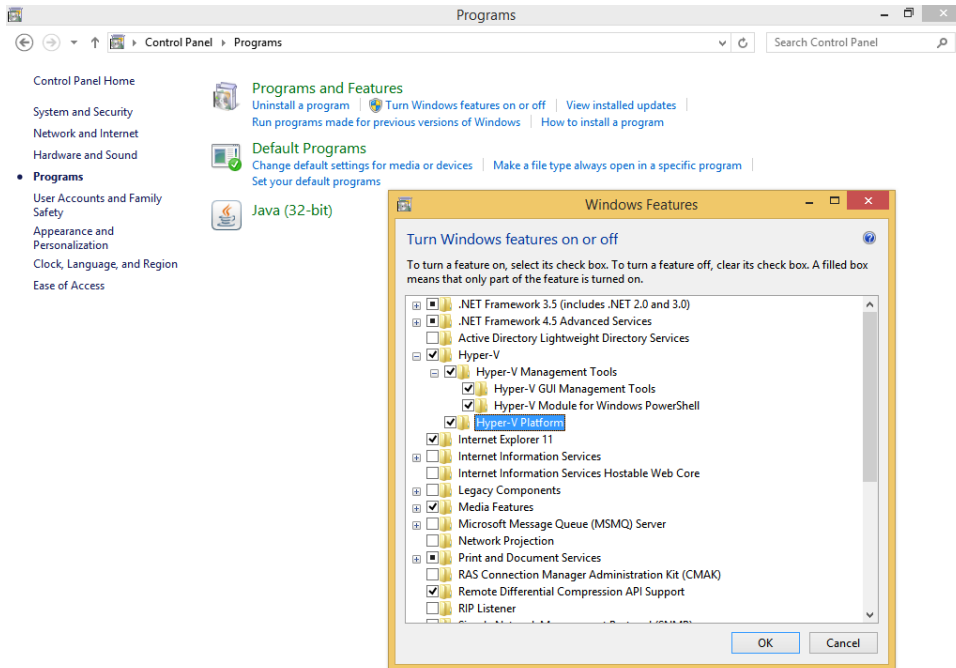 Programs
Control Panel Programs
Search Control Panel
Control Panel Home
System and Security
Network and Internet
Hardware and Sound
Programs
User Accounts and Family
Safety
Appearance and
Personalization
Clock, Language, and Region
Ease of Access
Programs and Features
Uninstall a program Turn Windows features on or off View installed updates
Run programs made for previous versions of Windows How to install a program
Default Programs
Change default settings for media or devices Make a file type always open in a specific program
Set your default programs
Java (32-bit)
Windows Features
Turn Windows features on or off
To turn a feature on, select its check box. To turn a feature off, clear its check box. A filled box
means that only part of the feature is turned on.
.NET Framework 3.5 (includes .NET 2.0 and 3.0)
.NET Framework 4.5 Advanced Services
Active Directory Lightweight Directory Services
Hyper-V
Hyper-V Management Tools
Hyper-V GUI Management Tools
Hyper-V Module for Windows PowerShell
Hyper-V Platform
Internet Explorer 11
Internet Information Services
Internet Information Services Hostable Web Core
Legacy Components
Media Features
Microsoft Message Queue (MSMQ) Server
Network Projection
Print and Document Services
RAS Connection Manager Administration Kit (CMAK)
Remote Differential Compression API Support
RIP Listener
OK Cancel